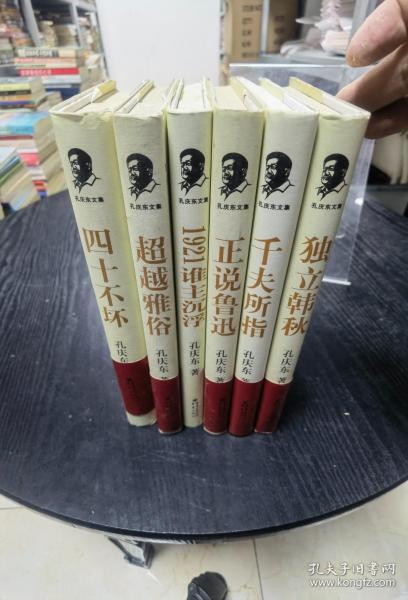 孔庆东文集
四十不坏
孔庆东
孔庆东文集
超越雅俗
孔庆东
孔庆东文集
1921谁主沉浮
孔庆东 著
孔庆东文集
正说鲁迅
孔庆东 著
孔庆东文集
千夫所指
孔庆东
孔庆东文集
独立韩秋
孔庆东 著
孔夫子旧书网
www.kongfz.com